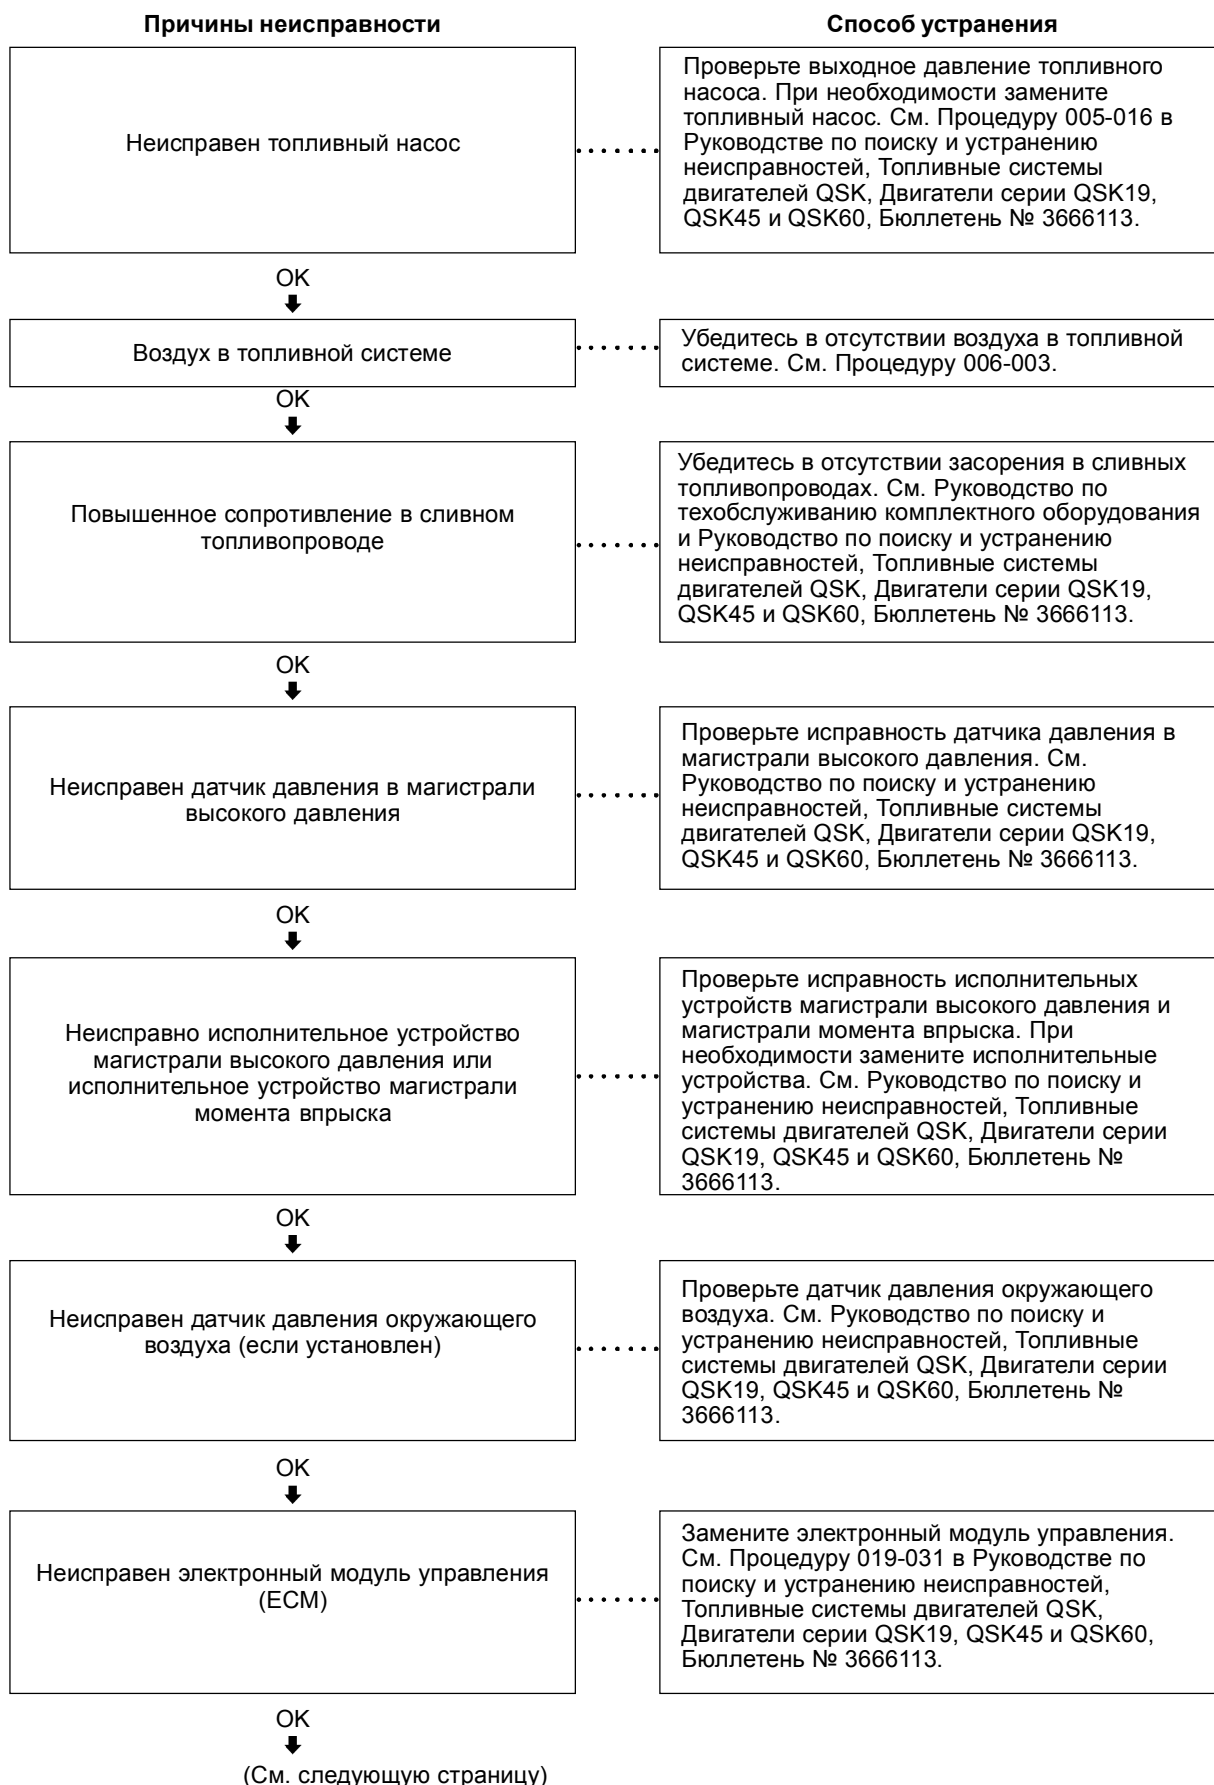 Причины неисправности
Способ устранения
Неисправен топливный насос
Проверьте выходное давление топливного
насоса. При необходимости замените
топливный насос. См. Процедуру 005-016 в
Руководстве по поиску и устранению
неисправностей, Топливные системы
двигателей QSK, Двигатели серии QSK19,
QSK45 и QSK60, Бюллетень № 3666113.
OK
Воздух в топливной системе
Убедитесь в отсутствии воздуха в топливной
системе. См. Процедуру 006-003.
OK
Повышенное сопротивление в сливном
топливопроводе
Убедитесь в отсутствии засорения в сливных
топливопроводах. См. Руководство по
техобслуживанию комплектного оборудования
и Руководство по поиску и устранению
неисправностей, Топливные системы
двигателей QSK, Двигатели серии QSK19,
QSK45 и QSK60, Бюллетень № 3666113.
OK
Неисправен датчик давления в магистрали
высокого давления
Проверьте исправность датчика давления в
магистрали высокого давления. См.
Руководство по поиску и устранению
неисправностей, Топливные системы
двигателей QSK, Двигатели серии QSK19,
QSK45 и QSK60, Бюллетень № 3666113.
OK
Неисправно исполнительное устройство
магистрали высокого давления или
исполнительное устройство магистрали
момента впрыска
Проверьте исправность исполнительных
устройств магистрали высокого давления и
магистрали момента впрыска. При
необходимости замените исполнительные
устройства. См. Руководство по поиску и
устранению неисправностей, Топливные
системы двигателей QSK, Двигатели серии
QSK19, QSK45 и QSK60, Бюллетень №
3666113.
OK
Неисправен датчик давления окружающего
воздуха (если установлен)
Проверьте датчик давления окружающего
воздуха. См. Руководство по поиску и
устранению неисправностей, Топливные
системы двигателей QSK, Двигатели серии
QSK19, QSK45 и QSK60, Бюллетень №
3666113.
OK
Неисправен электронный модуль управления
(ECM)
Замените электронный модуль управления.
См. Процедуру 019-031 в Руководстве по
поиску и устранению неисправностей,
Топливные системы двигателей QSK,
Двигатели серии QSK19, QSK45 и QSK60,
Бюллетень № 3666113.
OK
(См. следующую страницу)